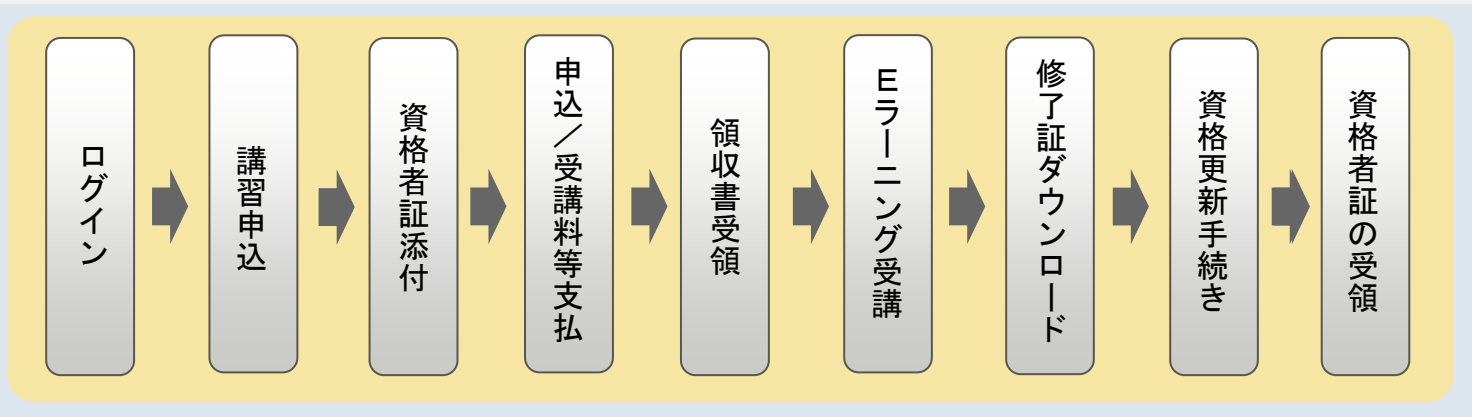 ログイン
講習申込
資格者証添付
申込／受講料等支払
領収書受領
Eラーニング受講
修了証ダウンロード
資格更新手続き
資格者証の受領